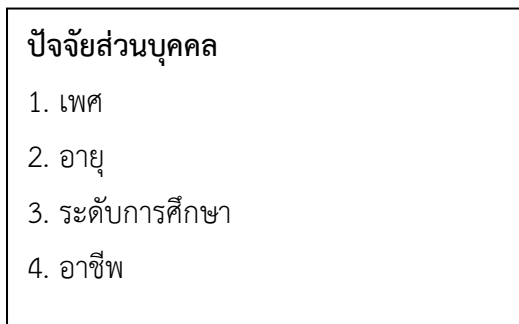 ปัจจัยส่วนบุคคล
1. เพศ
2. อายุ
3. ระดับการศึกษา
4. อาชีพ